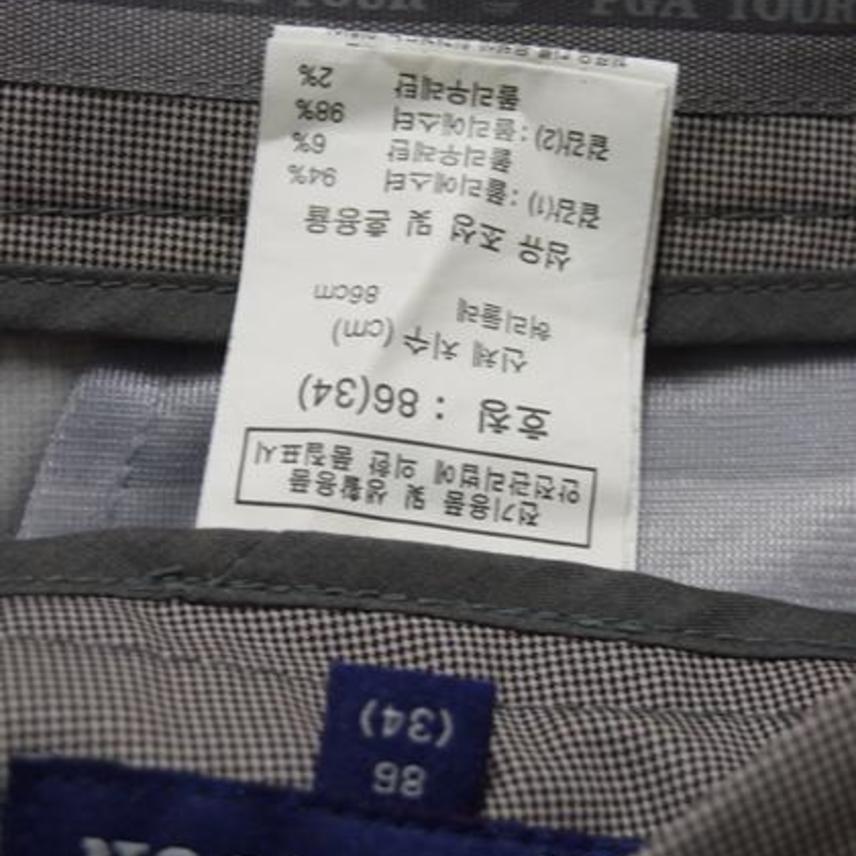 전기용품 및 생활용품
안전관리법에 의한 품질표시
호칭 : 86(34)
신체 치수 (cm)
허리둘레 86cm
섬유 조성 및 혼용율
겉감(1) : 폴리에스터 94%
폴리우레탄 6%
겉감(2) : 폴리에스터 98%
폴리우레탄 2%
86
(34)
TOUR
PGA TOUR